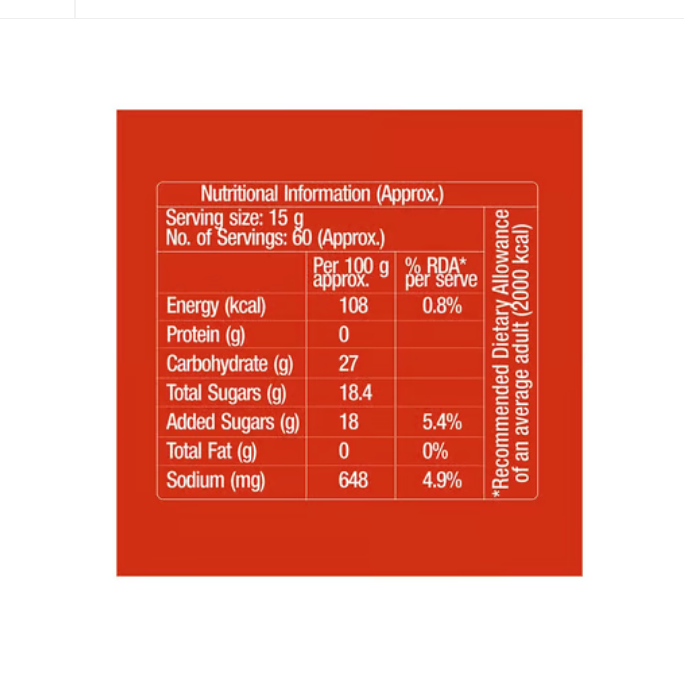 Nutritional Information (Approx.)
Serving size: 15 g
No. of Servings: 60 (Approx.)
Per 100 g approx. % RDA* per serve
Energy (kcal) 108 0.8%
Protein (g) 0
Carbohydrate (g) 27
Total Sugars (g) 18.4
Added Sugars (g) 18 5.4%
Total Fat (g) 0 0%
Sodium (mg) 648 4.9%
*Recommended Dietary Allowance
of an average adult (2000 kcal)